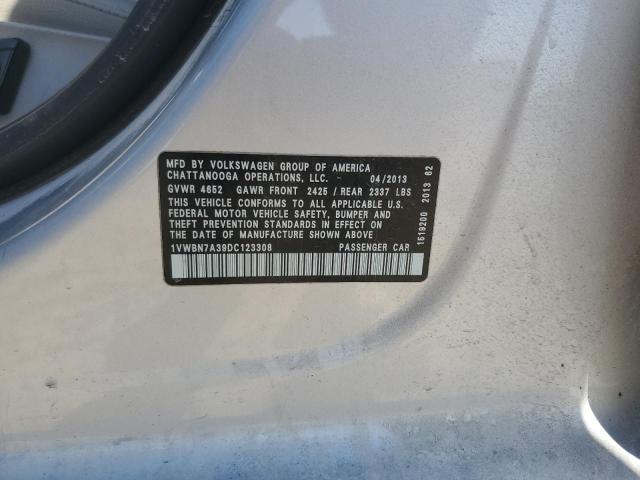 MFD BY VOLKSWAGEN GROUP OF AMERICA
CHATTANOOGA OPERATIONS, LLC. 04/2013
GVWR 4652 GAWR FRONT 2425 / REAR 2337 LBS
THIS VEHICLE CONFORMS TO ALL APPLICABLE U.S.
FEDERAL MOTOR VEHICLE SAFETY, BUMPER AND
THEFT PREVENTION STANDARDS IN EFFECT ON
THE DATE OF MANUFACTURE SHOWN ABOVE.
1VWBN7A39DC123308 PASSENGER CAR
1519200 2013 62